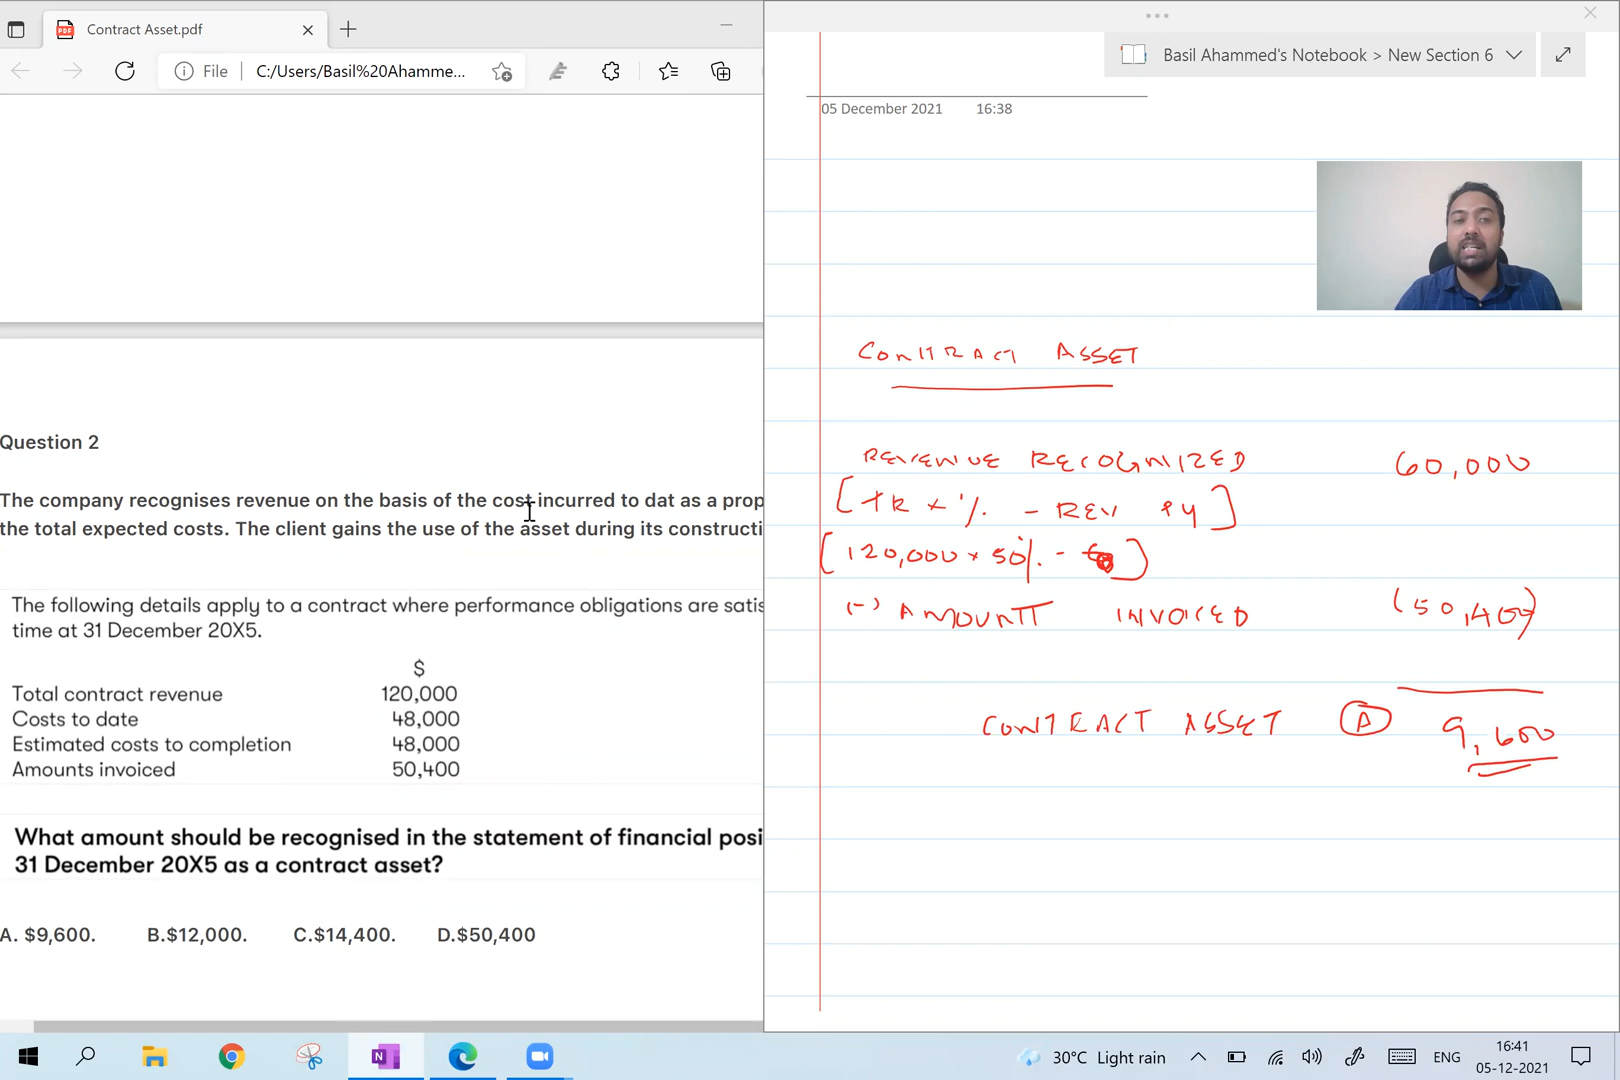 Contract Asset.pdf
File
C:/Users/Basil%20Ahamme...
Question 2
The company recognises revenue on the basis of the cost incurred to dat as a prop
the total expected costs. The client gains the use of the asset during its constructi
The following details apply to a contract where performance obligations are satis
time at 31 December 20X5.
$
Total contract revenue 120,000
Costs to date 48,000
Estimated costs to completion 48,000
Amounts invoiced 50,400
What amount should be recognised in the statement of financial posi
31 December 20X5 as a contract asset?
A. $9,600. B.$12,000. C.$14,400. D.$50,400
Basil Ahammed's Notebook > New Section 6
05 December 2021 16:38
CONTRACT ASSET
REVENUE RECOGNIZED 60,000
[TR × % - REV PY]
[120,000 × 50% - ]
(-) AMOUNT INVOICED (50,400)
CONTRACT ASSET A 9,600
30°C Light rain
ENG
16:41
05-12-2021